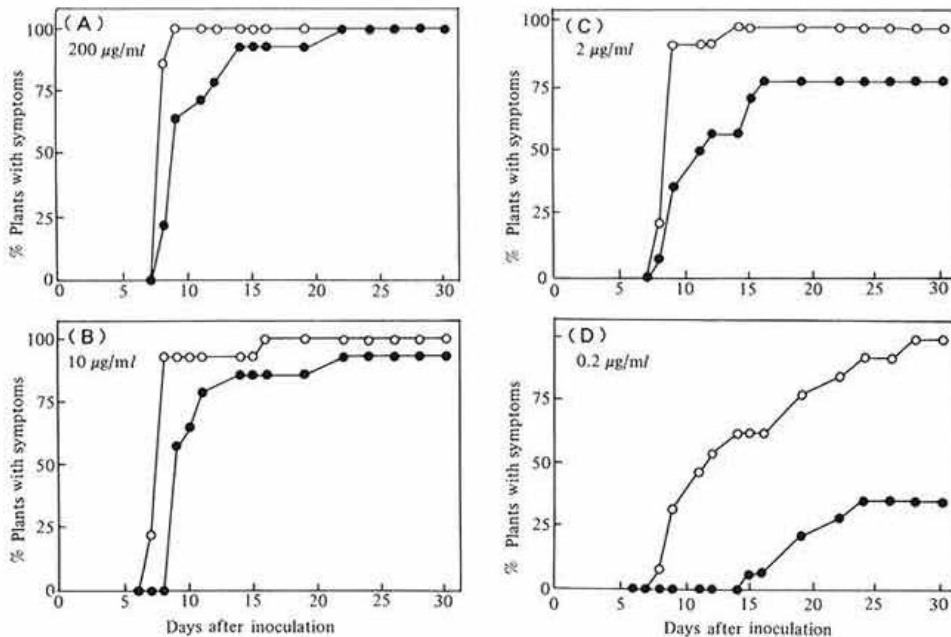 (A)
200 µg/ml
% Plants with symptoms
100
75
50
25
0
0 5 10 15 20 25 30
(B)
10 µg/ml
% Plants with symptoms
100
75
50
25
0
0 5 10 15 20 25 30
Days after inoculation
(C)
2 µg/ml
% Plants with symptoms
100
75
50
25
0
0 5 10 15 20 25 30
(D)
0.2 µg/ml
% Plants with symptoms
100
75
50
25
0
0 5 10 15 20 25 30
Days after inoculation